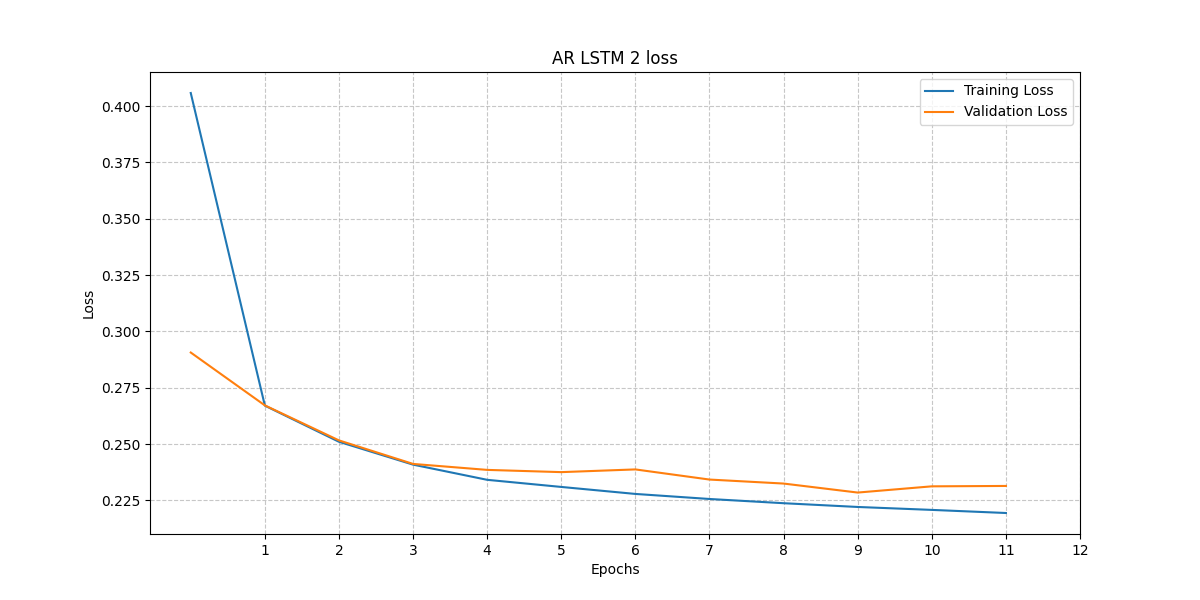 AR LSTM 2 loss
Training Loss
Validation Loss
0.400
0.375
0.350
0.325
0.300
0.275
0.250
0.225
Loss
1 2 3 4 5 6 7 8 9 10 11 12
Epochs